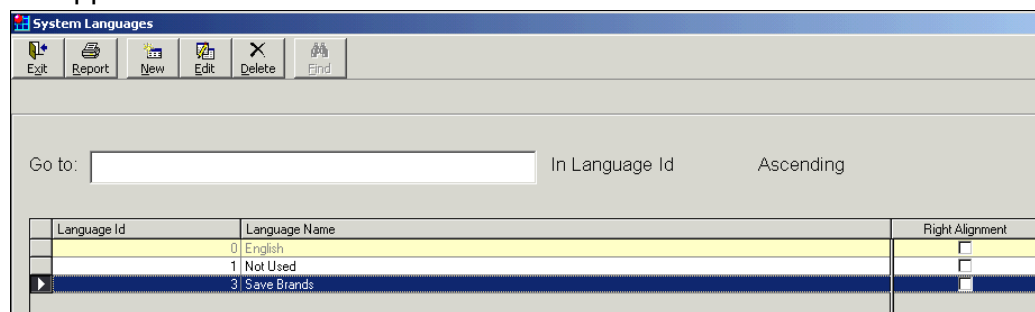 System Languages
Exit Report New Edit Delete Find
Go to: In Language Id Ascending
Language Id Language Name Right Alignment
0 English
1 Not Used
3 Save Brands